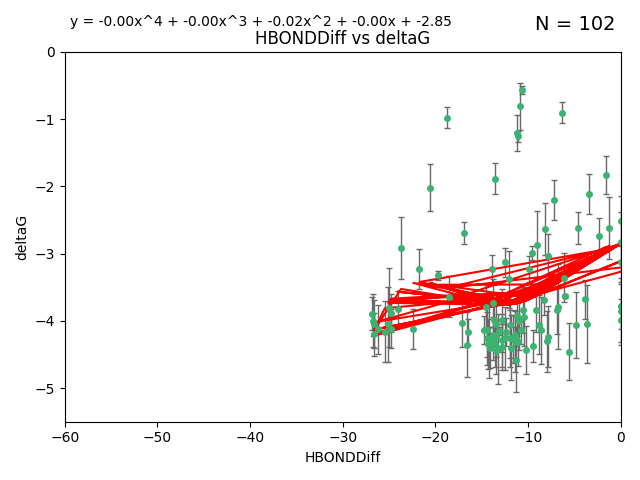 y = -0.00x^4 + -0.00x^3 + -0.02x^2 + -0.00x + -2.85
N = 102
HBONDDiff vs deltaG
0
−1
−2
−3
−4
−5
deltaG
−60
−50
−40
−30
−20
−10
0
HBONDDiff